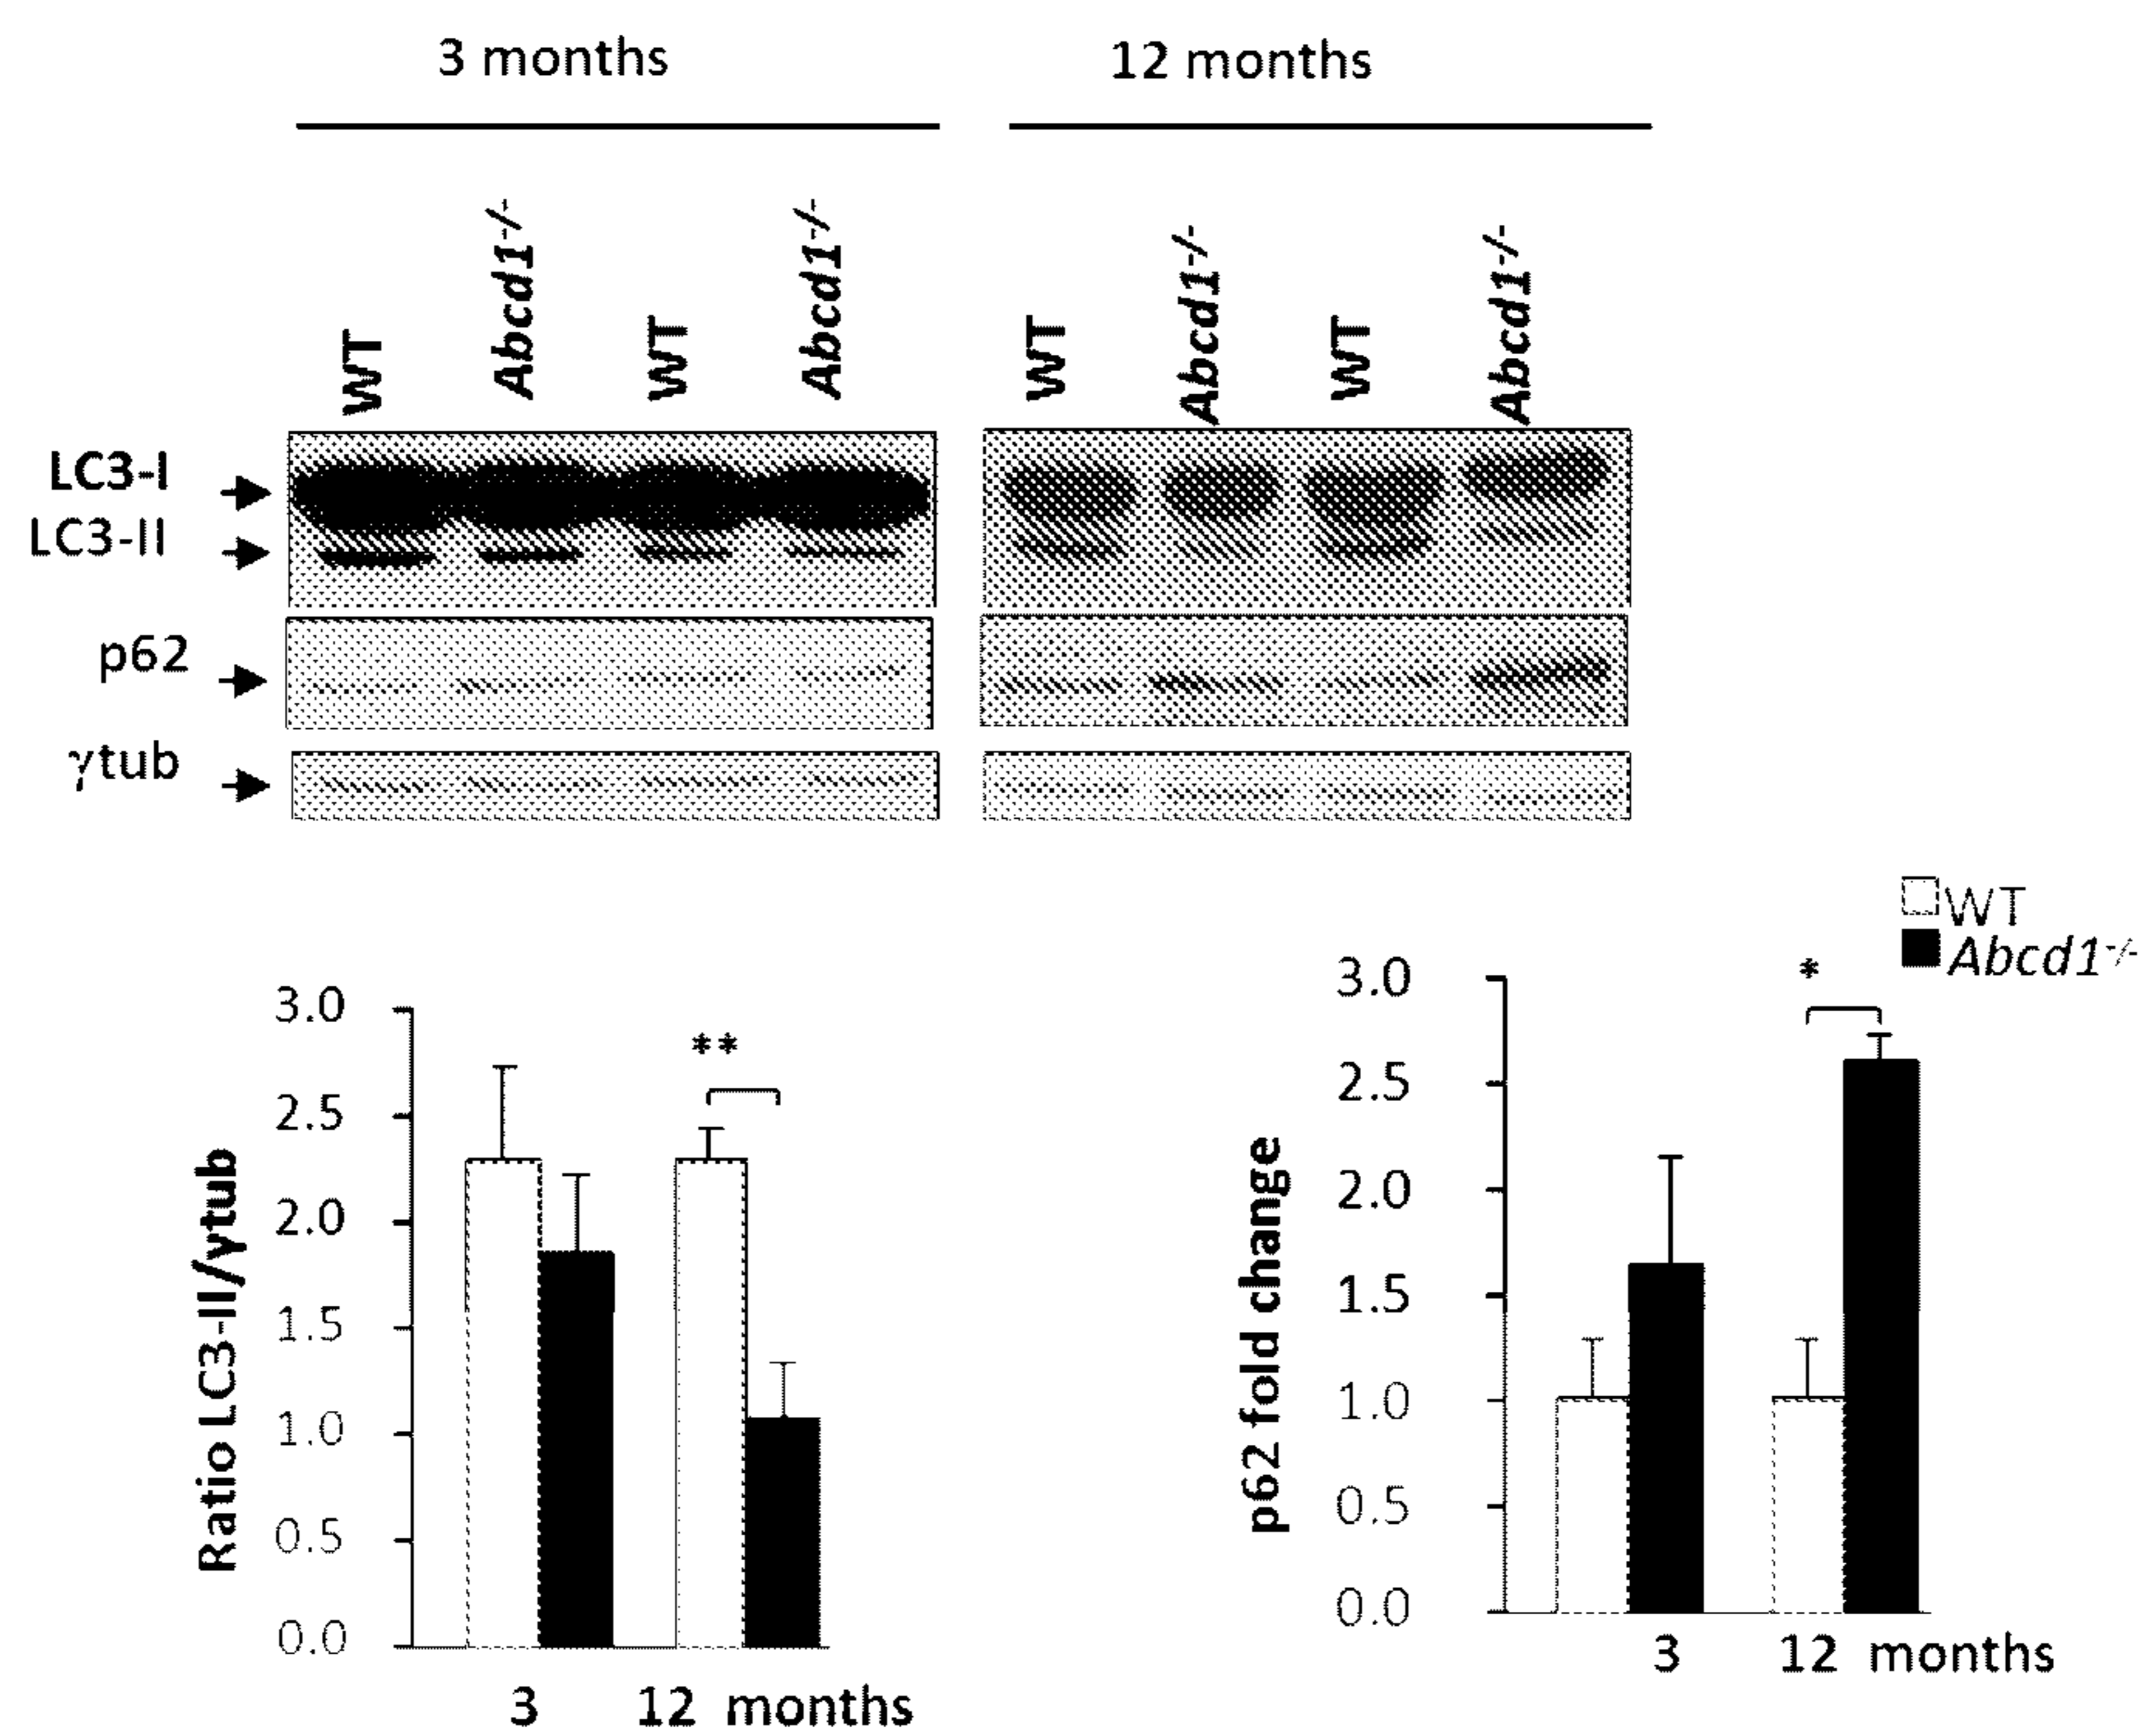 3 months
12 months
WT Abcd1-/- WT Abcd1-/- WT Abcd1-/- WT Abcd1-/-
LC3-I
LC3-II
p62
γtub
WT
Abcd1-/-
**
Ratio LC3-II/γtub
3.0
2.5
2.0
1.5
1.0
0.5
0.0
3 12 months
*
p62 fold change
3.0
2.5
2.0
1.5
1.0
0.5
0.0
3 12 months